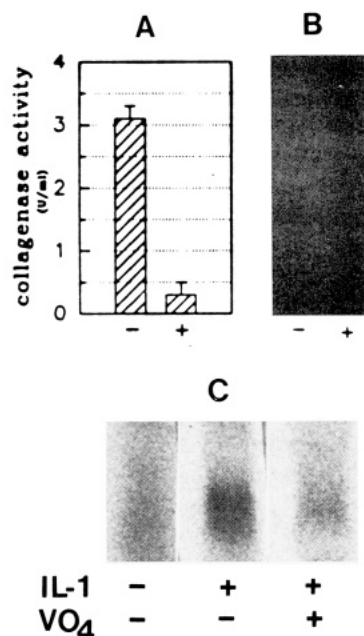 A
B
collagenase activity
(U/ml)
4
3
2
1
0
- +
- +
C
IL-1 - + +
VO4 - - +